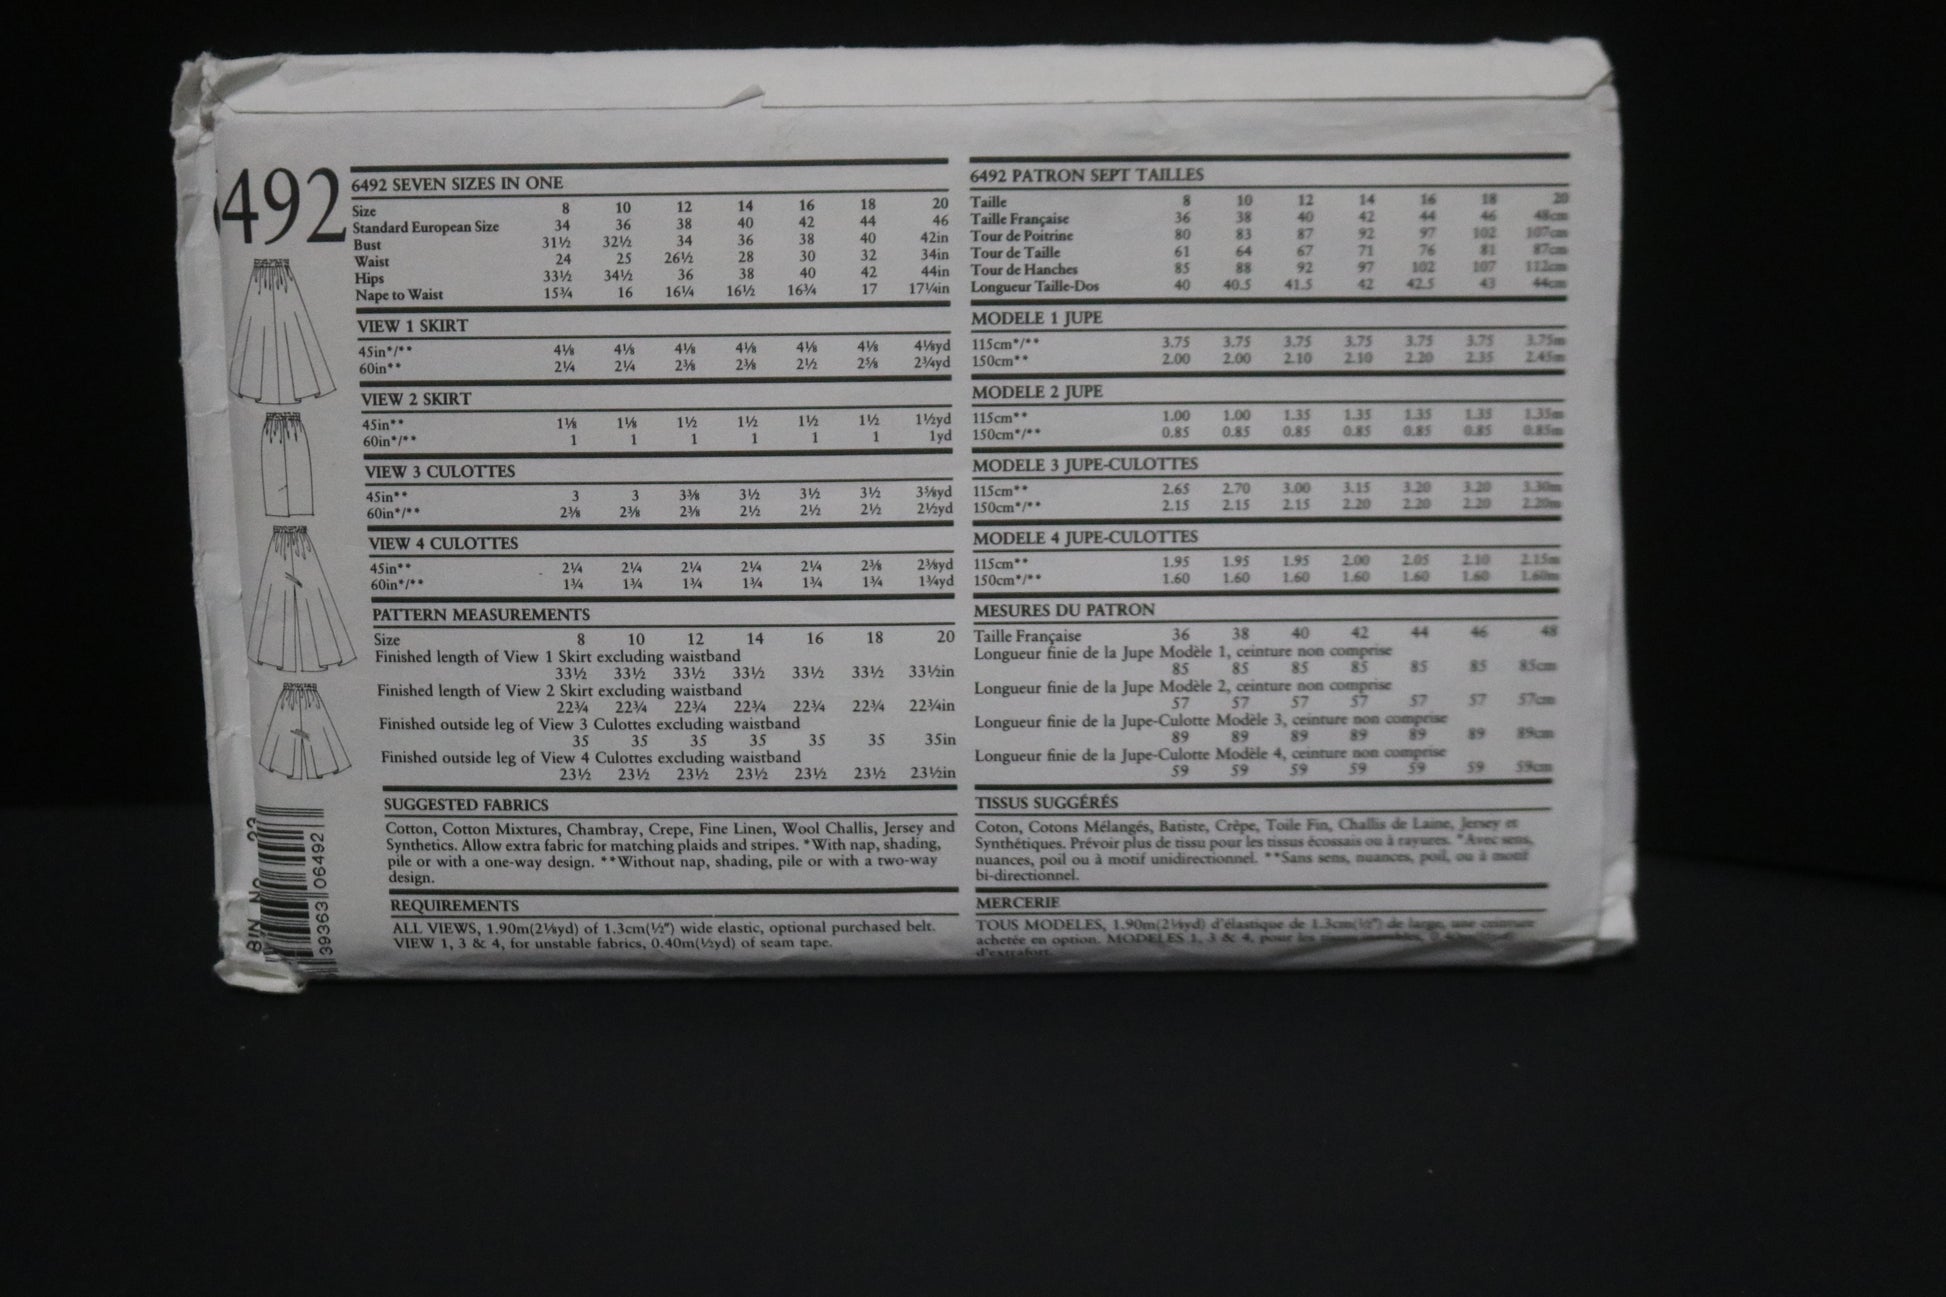 6492
6492 SEVEN SIZES IN ONE
Size 8 10 12 14 16 18 20
Standard European Size 34 36 38 40 42 44 46
Bust 31½ 32½ 34 36 38 40 42in
Waist 24 25 26½ 28 30 32 34in
Hips 33½ 34½ 36 38 40 42 44in
Nape to Waist 15¾ 16 16¼ 16½ 16¾ 17 17¼in
VIEW 1 SKIRT
45in*/** 4⅛ 4⅛ 4⅛ 4⅛ 4⅛ 4⅛ 4⅛yd
60in** 2¼ 2¼ 2⅜ 2⅜ 2½ 2⅝ 2¾yd
VIEW 2 SKIRT
45in** 1⅛ 1⅛ 1½ 1½ 1½ 1½ 1½yd
60in*/** 1 1 1 1 1 1 1yd
VIEW 3 CULOTTES
45in** 3 3 3⅜ 3½ 3½ 3½ 3⅝yd
60in*/** 2⅜ 2⅜ 2⅜ 2½ 2½ 2½ 2½yd
VIEW 4 CULOTTES
45in** 2¼ 2¼ 2¼ 2¼ 2¼ 2⅜ 2⅜yd
60in*/** 1¾ 1¾ 1¾ 1¾ 1¾ 1¾ 1¾yd
PATTERN MEASUREMENTS
Size 8 10 12 14 16 18 20
Finished length of View 1 Skirt excluding waistband
33½ 33½ 33½ 33½ 33½ 33½ 33½in
Finished length of View 2 Skirt excluding waistband
22¾ 22¾ 22¾ 22¾ 22¾ 22¾ 22¾in
Finished outside leg of View 3 Culottes excluding waistband
35 35 35 35 35 35 35in
Finished outside leg of View 4 Culottes excluding waistband
23½ 23½ 23½ 23½ 23½ 23½ 23½in
SUGGESTED FABRICS
Cotton, Cotton Mixtures, Chambray, Crepe, Fine Linen, Wool Challis, Jersey and
Synthetics. Allow extra fabric for matching plaids and stripes. *With nap, shading,
pile or with a one-way design. **Without nap, shading, pile or with a two-way
design.
REQUIREMENTS
ALL VIEWS, 1.90m(2⅛yd) of 1.3cm(½") wide elastic, optional purchased belt.
VIEW 1, 3 & 4, for unstable fabrics, 0.40m(½yd) of seam tape.
6492 PATRON SEPT TAILLES
Taille 8 10 12 14 16 18 20
Taille Française 36 38 40 42 44 46 48cm
Tour de Poitrine 80 83 87 92 97 102 107cm
Tour de Taille 61 64 67 71 76 81 87cm
Tour de Hanches 85 88 92 97 102 107 112cm
Longueur Taille-Dos 40 40.5 41.5 42 42.5 43 44cm
MODELE 1 JUPE
115cm*/** 3.75 3.75 3.75 3.75 3.75 3.75 3.75m
150cm** 2.00 2.00 2.10 2.10 2.20 2.35 2.45m
MODELE 2 JUPE
115cm** 1.00 1.00 1.35 1.35 1.35 1.35 1.35m
150cm*/** 0.85 0.85 0.85 0.85 0.85 0.85 0.85m
MODELE 3 JUPE-CULOTTES
115cm** 2.65 2.70 3.00 3.15 3.20 3.20 3.30m
150cm*/** 2.15 2.15 2.15 2.20 2.20 2.20 2.20m
MODELE 4 JUPE-CULOTTES
115cm** 1.95 1.95 1.95 2.00 2.05 2.10 2.15m
150cm*/** 1.60 1.60 1.60 1.60 1.60 1.60 1.60m
MESURES DU PATRON
Taille Française 36 38 40 42 44 46 48
Longueur finie de la Jupe Modèle 1, ceinture non comprise
85 85 85 85 85 85 85cm
Longueur finie de la Jupe Modèle 2, ceinture non comprise
57 57 57 57 57 57 57cm
Longueur finie de la Jupe-Culotte Modèle 3, ceinture non comprise
89 89 89 89 89 89 89cm
Longueur finie de la Jupe-Culotte Modèle 4, ceinture non comprise
59 59 59 59 59 59 59cm
TISSUS SUGGÉRÉS
Coton, Cotons Mélangés, Batiste, Crêpe, Toile Fin, Challis de Laine, Jersey et
Synthétiques. Prévoir plus de tissu pour les tissus écossais ou à rayures. *Avec sens,
nuances, poil ou à motif unidirectionnel. **Sans sens, nuances, poil, ou à motif
bi-directionnel.
MERCERIE
TOUS MODELES, 1.90m(2⅛yd) d'élastique de 1.3cm(½") de large, une ceinture
achetée en option. MODELES 1, 3 & 4, pour les
d'extrafort.
BIN NO 23
39363 06492